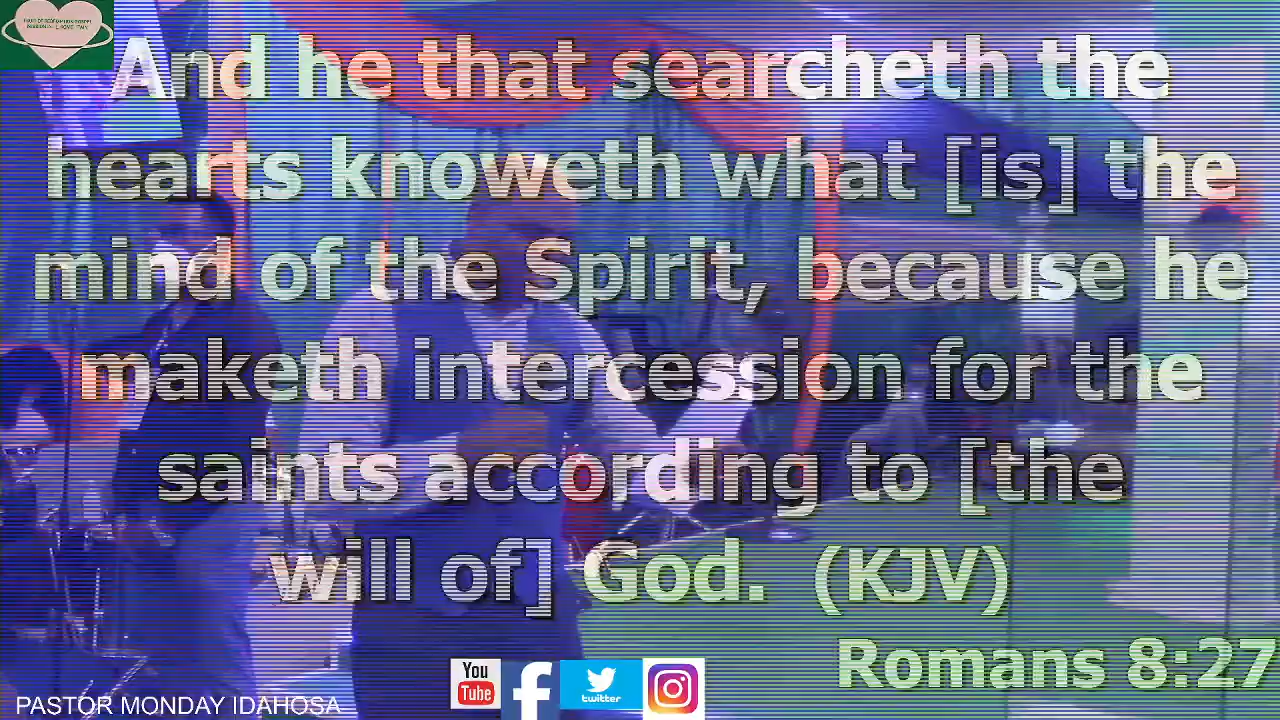 And he that searcheth the
hearts knoweth what [is] the
mind of the Spirit, because he
maketh intercession for the
saints according to [the
will of] God. (KJV)
Romans 8:27
You
Tube
twitter
PASTOR MONDAY IDAHOSA